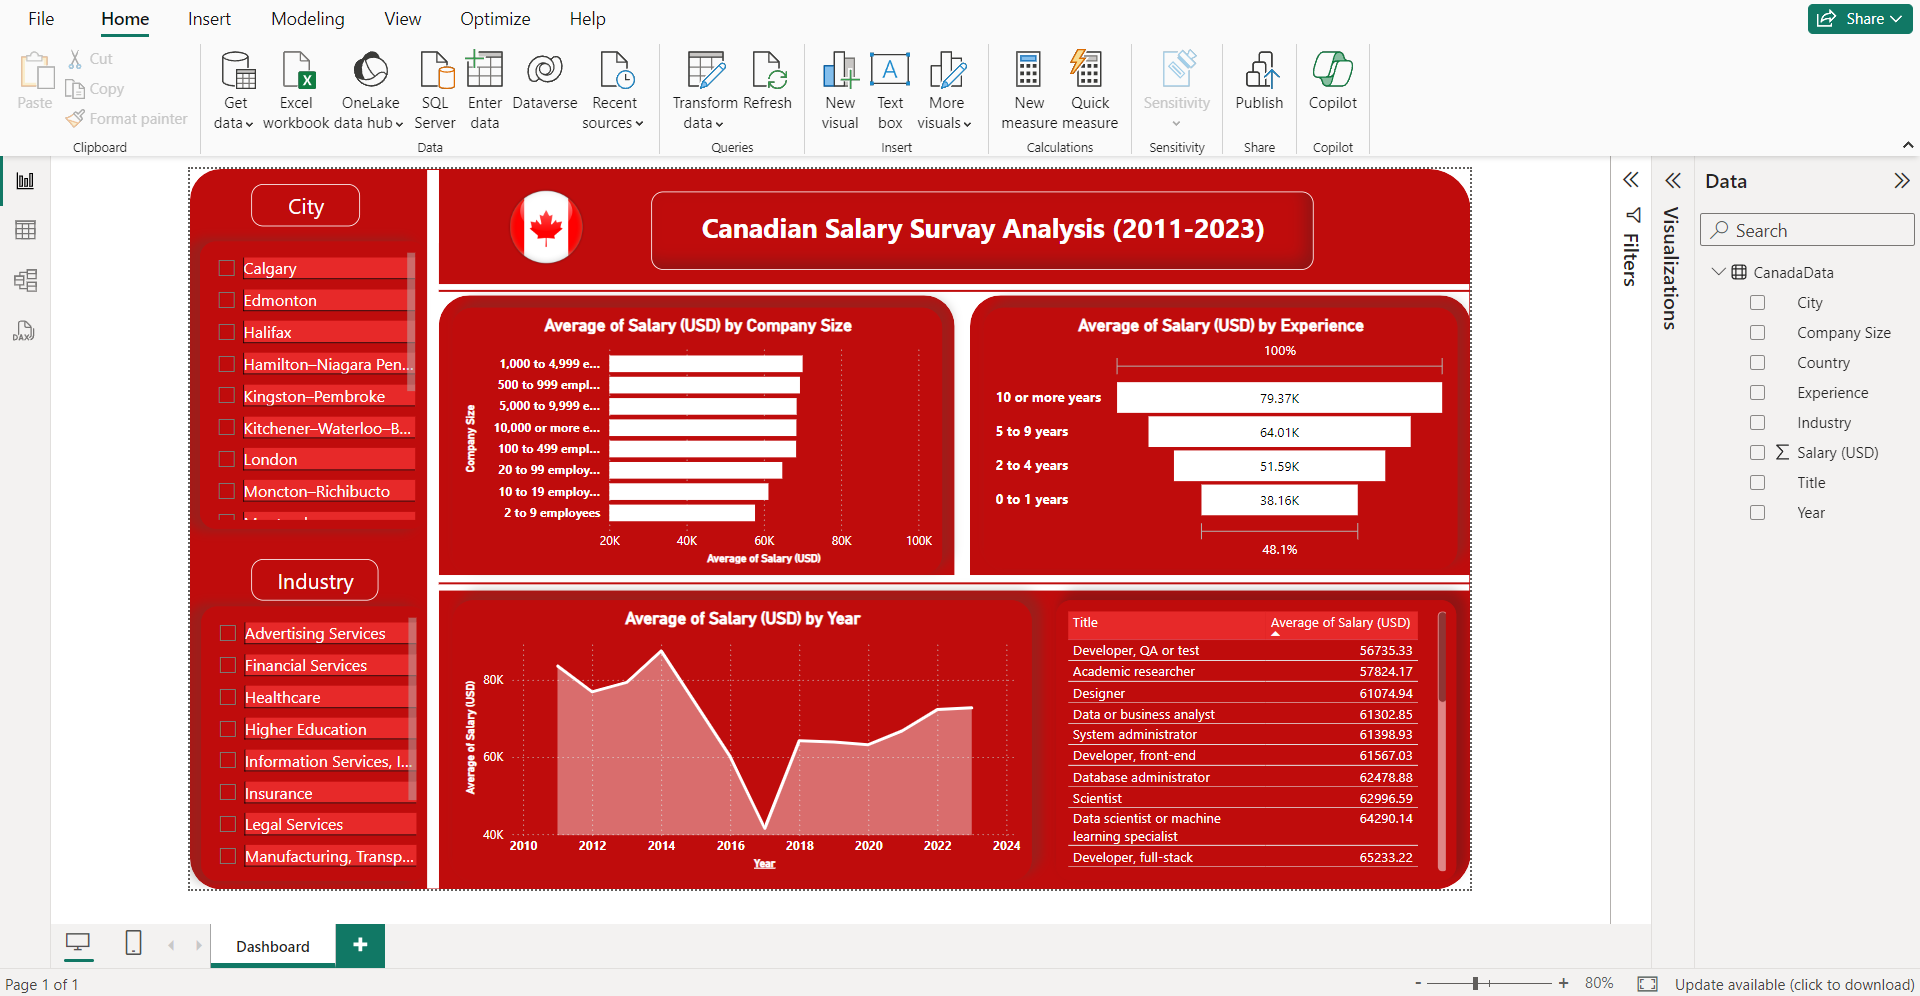 File Home Insert Modeling View Optimize Help
Share
Paste
Cut
Copy
Format painter
Clipboard
Get data
Excel workbook
OneLake data hub
SQL Server
Enter data
Dataverse
Recent sources
Data
Transform data
Refresh
Queries
New visual
Text box
More visuals
Insert
New measure
Quick measure
Calculations
Sensitivity
Sensitivity
Publish
Share
Copilot
Copilot
City
Calgary
Edmonton
Halifax
Hamilton–Niagara Pen...
Kingston–Pembroke
Kitchener–Waterloo–B...
London
Moncton–Richibucto
Industry
Advertising Services
Financial Services
Healthcare
Higher Education
Information Services, I...
Insurance
Legal Services
Manufacturing, Transp...
Canadian Salary Survay Analysis (2011-2023)
Average of Salary (USD) by Company Size
Company Size
1,000 to 4,999 e...
500 to 999 empl...
5,000 to 9,999 e...
10,000 or more e...
100 to 499 empl...
20 to 99 employ...
10 to 19 employ...
2 to 9 employees
20K 40K 60K 80K 100K
Average of Salary (USD)
Average of Salary (USD) by Experience
100%
10 or more years 79.37K
5 to 9 years 64.01K
2 to 4 years 51.59K
0 to 1 years 38.16K
48.1%
Average of Salary (USD) by Year
Average of Salary (USD)
80K
60K
40K
2010 2012 2014 2016 2018 2020 2022 2024
Year
Title Average of Salary (USD)
Developer, QA or test 56735.33
Academic researcher 57824.17
Designer 61074.94
Data or business analyst 61302.85
System administrator 61398.93
Developer, front-end 61567.03
Database administrator 62478.88
Scientist 62996.59
Data scientist or machine 64290.14
learning specialist
Developer, full-stack 65233.22
Filters
Visualizations
Data
Search
CanadaData
City
Company Size
Country
Experience
Industry
Salary (USD)
Title
Year
DAX
Dashboard
Page 1 of 1
- + 80%
Update available (click to download)